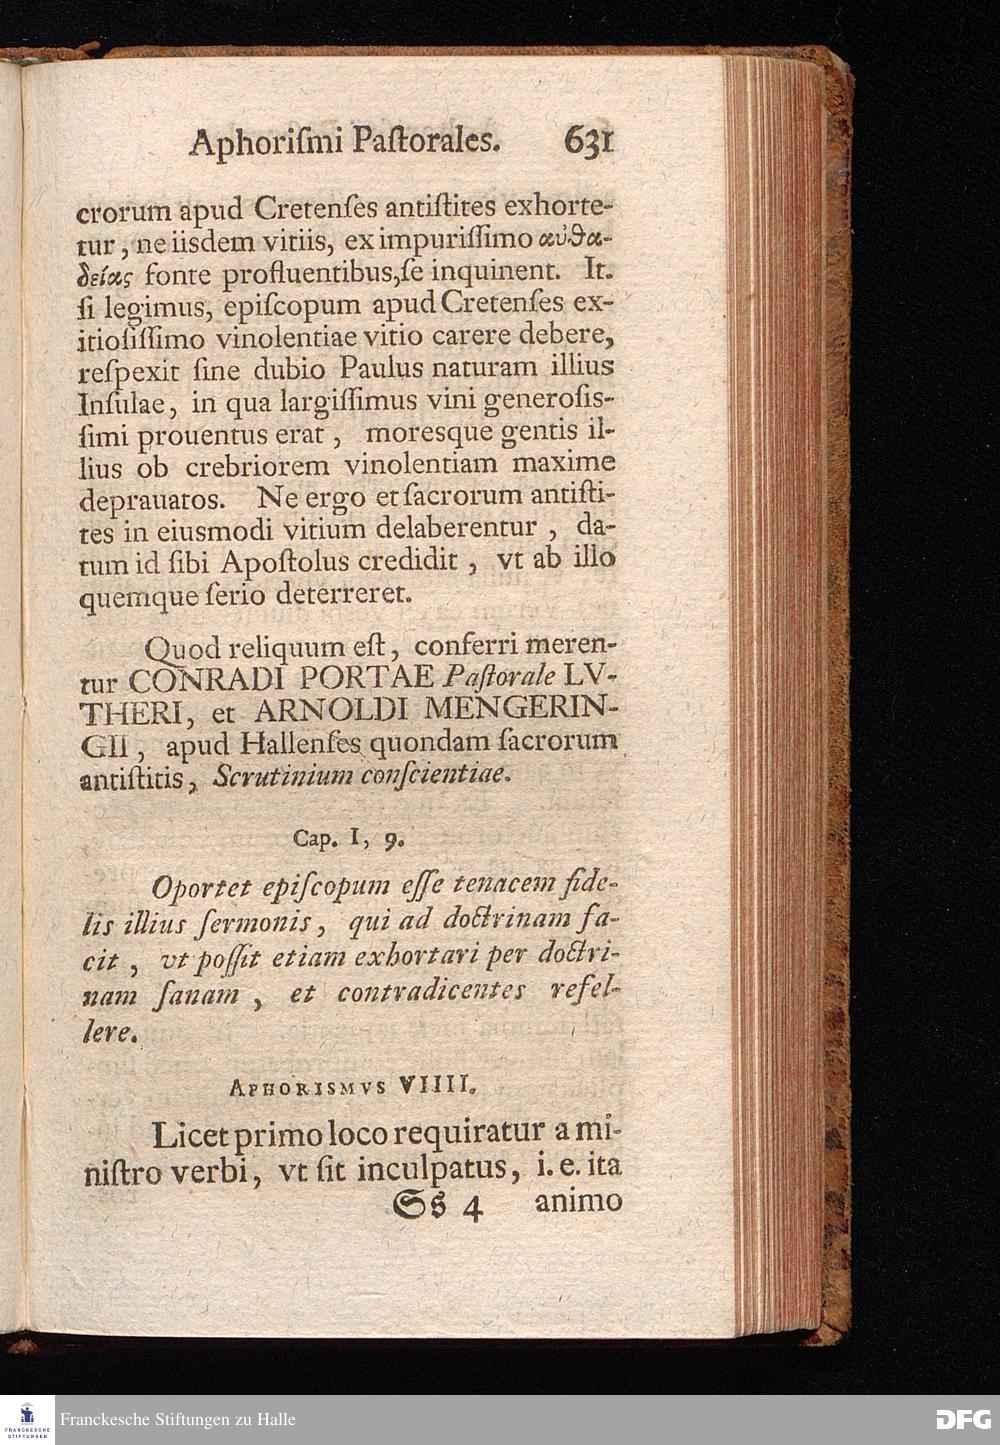 Aphoriſmi Paſtorales. 631
crorum apud Cretenſes antiſtites exhorte-
tur, ne iisdem vitiis, ex impuriſſimo αὐϑα-
δείας fonte profluentibus,ſe inquinent. It.
ſi legimus, epiſcopum apud Cretenſes ex-
itioſiſſimo vinolentiae vitio carere debere,
reſpexit ſine dubio Paulus naturam illius
Inſulae, in qua largiſſimus vini generoſis-
ſimi prouentus erat, moresque gentis il-
lius ob crebriorem vinolentiam maxime
deprauatos. Ne ergo et ſacrorum antiſti-
tes in eiusmodi vitium delaberentur, da-
tum id ſibi Apoſtolus credidit, vt ab illo
quemque ſerio deterreret.
Quod reliquum eſt, conferri meren-
tur CONRADI PORTAE Paſtorale LV-
THERI, et ARNOLDI MENGERIN-
GII, apud Hallenſes quondam ſacrorum
antiſtitis, Scrutinium conſcientiae.
Cap. I, 9.
Oportet epiſcopum eſſe tenacem fide-
lis illius ſermonis, qui ad doctrinam fa-
cit, vt poſſit etiam exhortari per doctri-
nam ſanam, et contradicentes refel-
lere.
APHORISMVS VIIII.
Licet primo loco requiratur a mi-
niſtro verbi, vt ſit inculpatus, i. e. ita
Ss 4 animo
FRANCKESCHE
STIFTUNGEN
Franckesche Stiftungen zu Halle
DFG